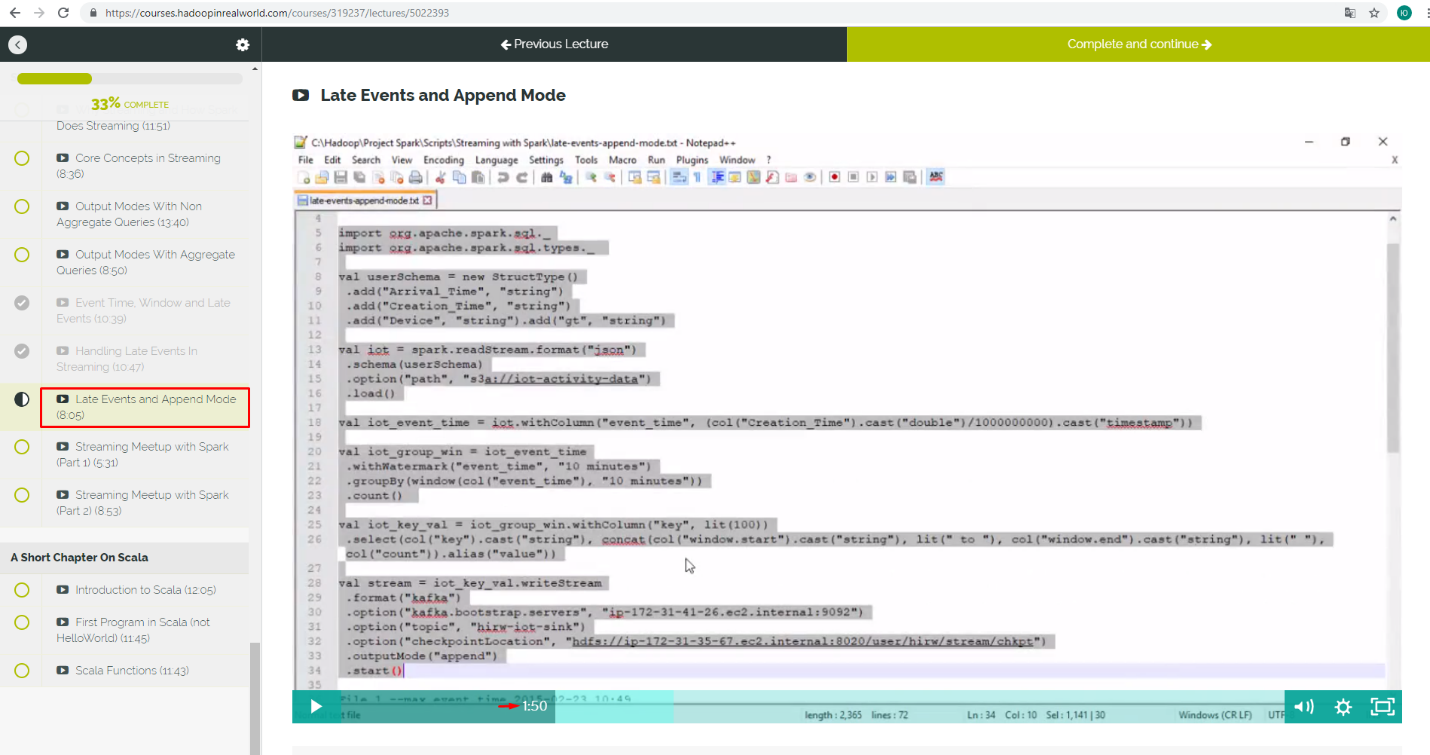 https://courses.hadoopinrealworld.com/courses/319237/lectures/5022393
IO
Previous Lecture
Complete and continue
33% COMPLETE
Does Streaming (11:51)
Core Concepts in Streaming
(8:36)
Output Modes With Non
Aggregate Queries (13:40)
Output Modes With Aggregate
Queries (8:50)
Event Time, Window and Late
Events (10:39)
Handling Late Events In
Streaming (10:47)
Late Events and Append Mode
(8:05)
Streaming Meetup with Spark
(Part 1) (5:31)
Streaming Meetup with Spark
(Part 2) (8:53)
A Short Chapter On Scala
Introduction to Scala (12:05)
First Program in Scala (not
HelloWorld) (11:45)
Scala Functions (11:43)
Late Events and Append Mode
C:\Hadoop\Project Spark\Scripts\Streaming with Spark\late-events-append-mode.txt - Notepad++
File Edit Search View Encoding Language Settings Tools Macro Run Plugins Window ?
X
late-events-append-mode.txt
4
5 import org.apache.spark.sql._
6 import org.apache.spark.sql.types._
7
8 val userSchema = new StructType()
9 .add("Arrival_Time", "string")
10 .add("Creation_Time", "string")
11 .add("Device", "string").add("gt", "string")
12
13 val iot = spark.readStream.format("json")
14 .schema(userSchema)
15 .option("path", "s3a://iot-activity-data")
16 .load()
17
18 val iot_event_time = iot.withColumn("event_time", (col("Creation_Time").cast("double")/1000000000).cast("timestamp"))
19
20 val iot_group_win = iot_event_time
21 .withWatermark("event_time", "10 minutes")
22 .groupBy(window(col("event_time"), "10 minutes"))
23 .count()
24
25 val iot_key_val = iot_group_win.withColumn("key", lit(100))
26 .select(col("key").cast("string"), concat(col("window.start").cast("string"), lit(" to "), col("window.end").cast("string"), lit(" "),
col("count")).alias("value"))
27
28 val stream = iot_key_val.writeStream
29 .format("kafka")
30 .option("kafka.bootstrap.servers", "ip-172-31-41-26.ec2.internal:9092")
31 .option("topic", "hirw-iot-sink")
32 .option("checkpointLocation", "hdfs://ip-172-31-35-67.ec2.internal:8020/user/hirw/stream/chkpt")
33 .outputMode("append")
34 .start()
35
File 1 --max event time 2015-02-23 10:49
1:50
file
length : 2,365 lines : 72
Ln : 34 Col : 10 Sel : 1,141 | 30
Windows (CR LF)
UTF